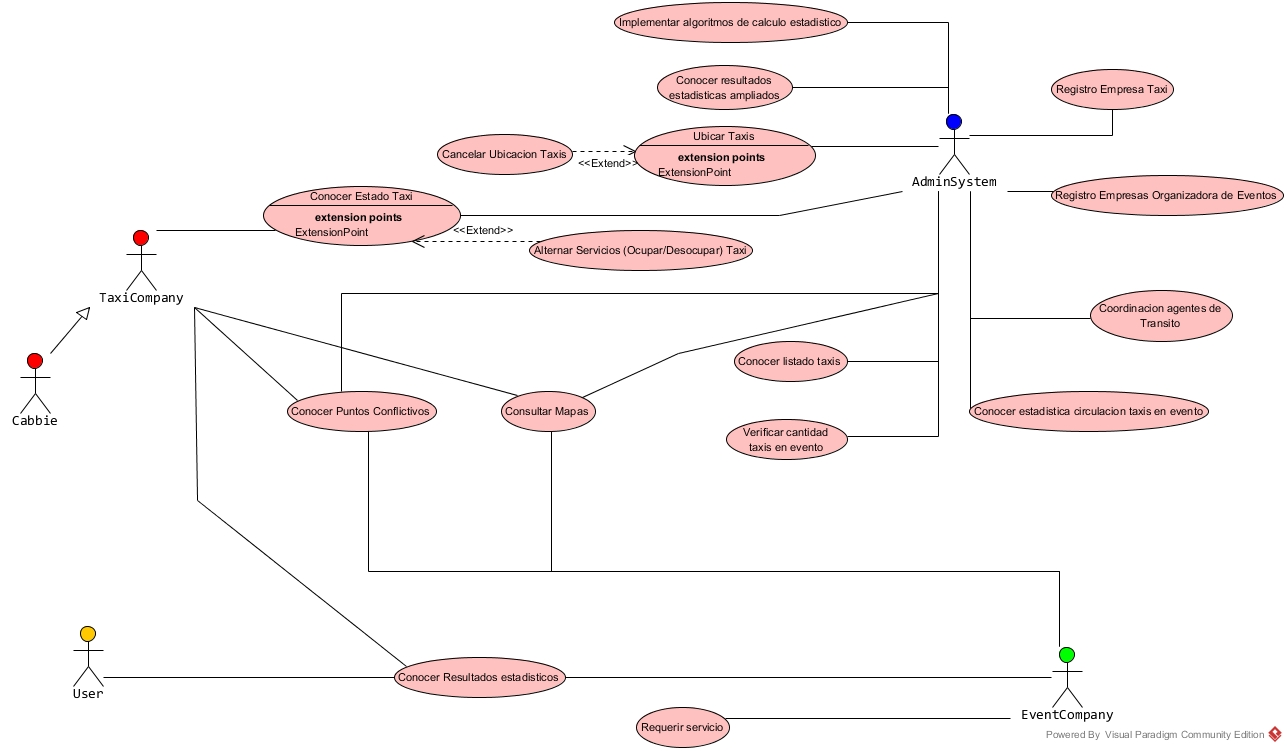 Implementar algoritmos de calculo estadistico
Conocer resultados
estadisticas ampliados
Registro Empresa Taxi
Ubicar Taxis
extension points
ExtensionPoint
Cancelar Ubicacion Taxis
<<Extend>>
AdminSystem
Registro Empresas Organizadora de Eventos
Conocer Estado Taxi
extension points
ExtensionPoint
<<Extend>>
Alternar Servicios (Ocupar/Desocupar) Taxi
TaxiCompany
Coordinacion agentes de
Transito
Conocer listado taxis
Cabbie
Conocer Puntos Conflictivos
Consultar Mapas
Conocer estadistica circulacion taxis en evento
Verificar cantidad
taxis en evento
User
Conocer Resultados estadisticos
EventCompany
Requerir servicio
Powered By Visual Paradigm Community Edition